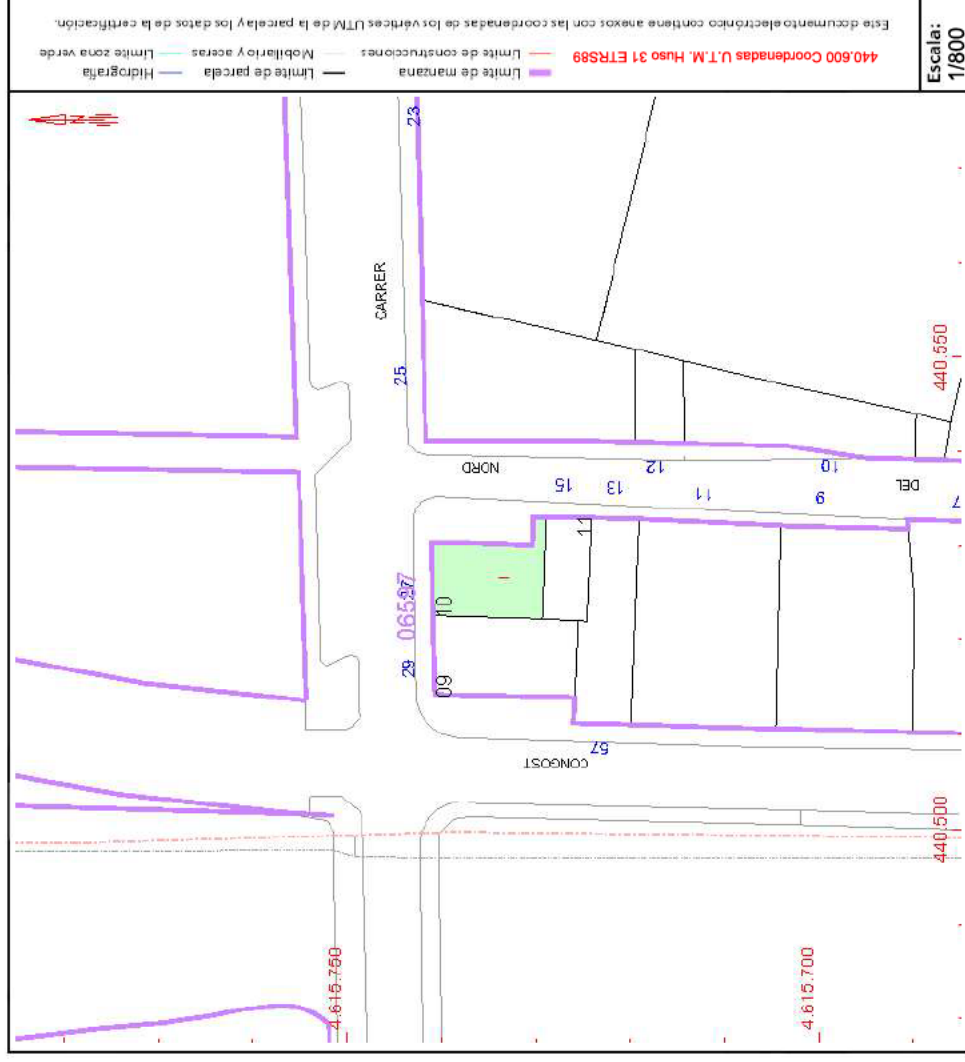 Este documento electrónico contiene anexos con las coordenadas de los vértices UTM de la parcela y los datos de la certificación.
440.600 Coordenadas U.T.M. Huso 31 ETRS89
Límite de manzana
Límite de construcciones
Límite de parcela
Mobiliario y aceras
Hidrografía
Límite zona verde
Escala:
1/800
N
23
CARRER
25
440.550
NORD
12
10
15
13
11
9
DEL
7
06597
27
10
I
11
29
09
57
CONGOST
440.500
4.615.750
4.615.700